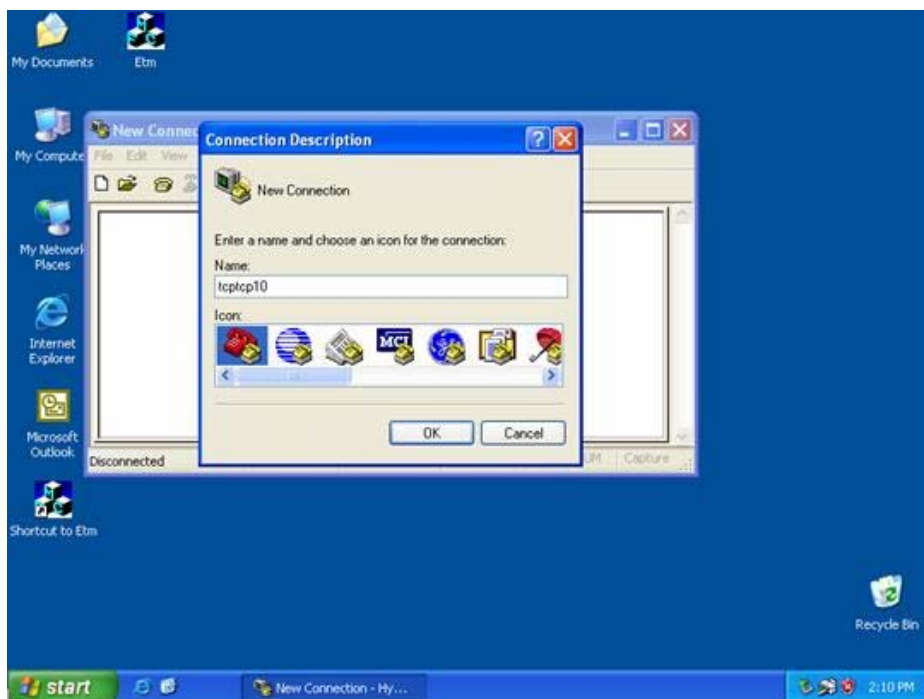 My Documents
Etm
My Compute
New Connec
File Edit View
Connection Description
New Connection
Enter a name and choose an icon for the connection:
Name:
tcptcp10
Icon:
MCI
OK
Cancel
My Network
Places
Internet
Explorer
Microsoft
Outlook
Disconnected
Capture
Shortcut to Etm
Recycle Bin
start
New Connection - Hy...
2:10 PM